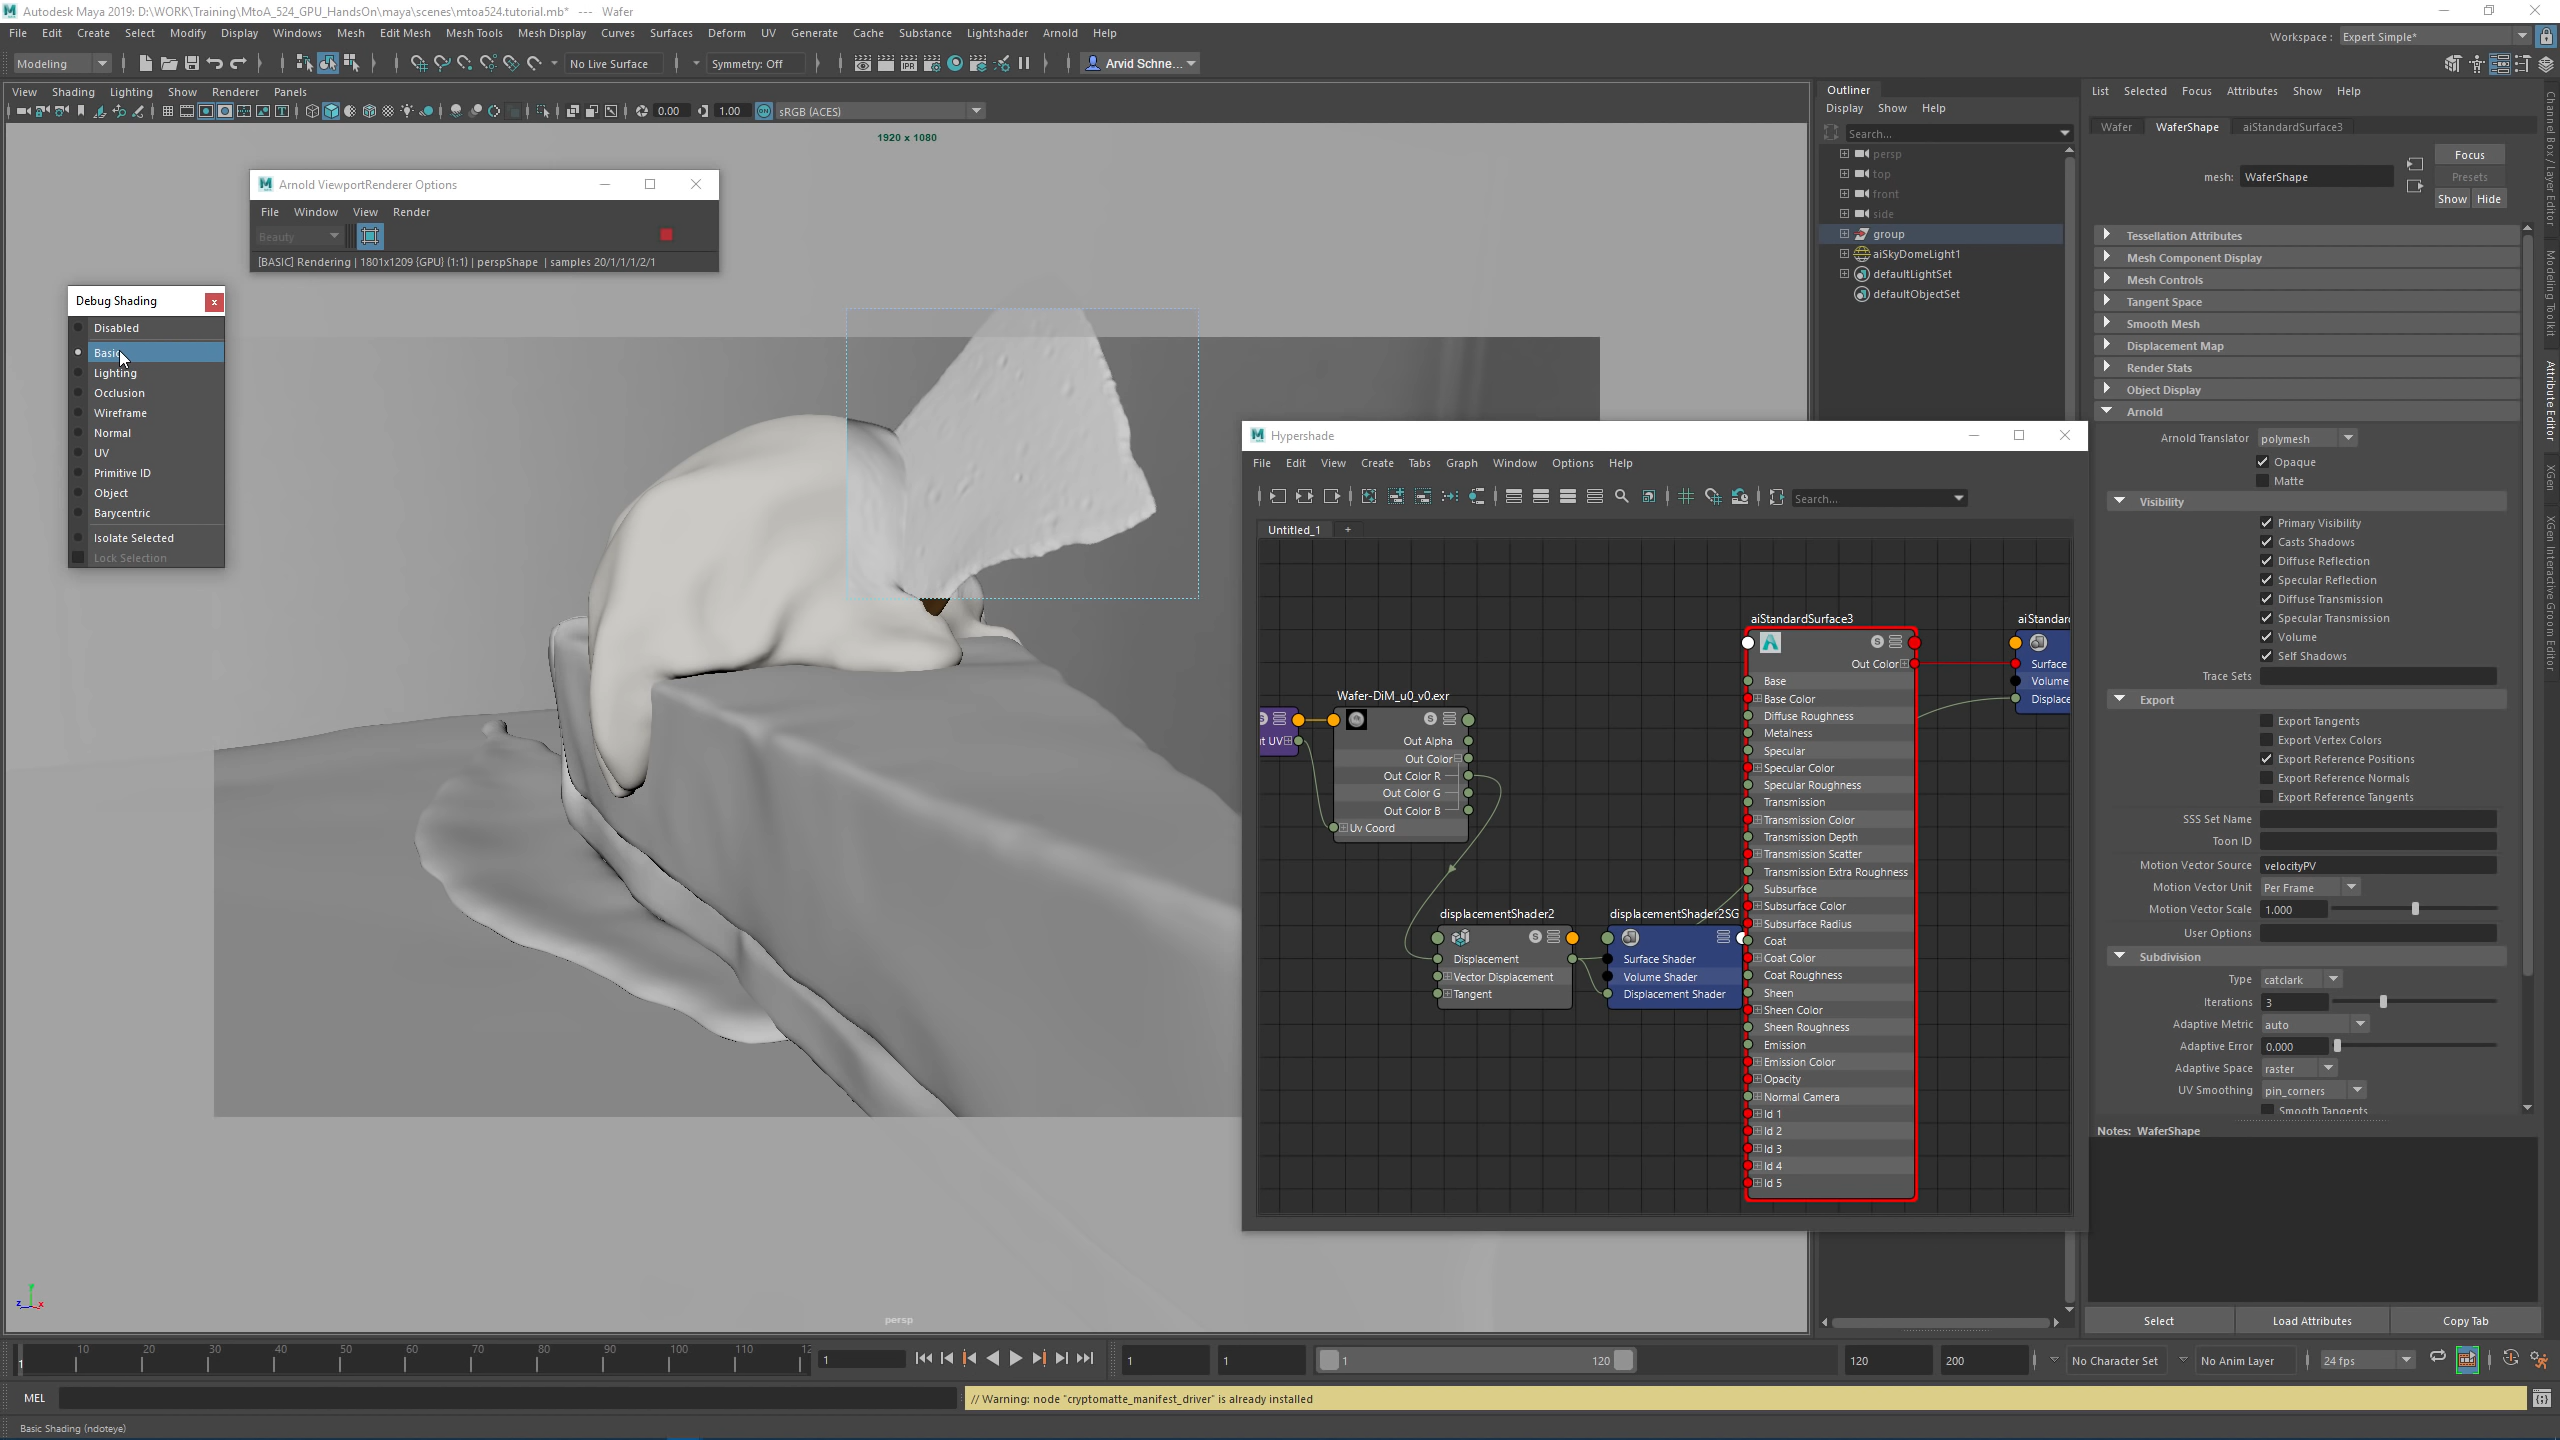 Autodesk Maya 2019: D:\WORK\Training\MtoA_524_GPU_HandsOn\maya\scenes\mtoa524.tutorial.mb* --- Wafer
File Edit Create Select Modify Display Windows Mesh Edit Mesh Mesh Tools Mesh Display Curves Surfaces Deform UV Generate Cache Substance Lightshader Arnold Help
Workspace : Expert Simple*
Modeling No Live Surface Symmetry: Off Arvid Schne...
View Shading Lighting Show Renderer Panels
0.00 1.00 sRGB (ACES)
1920 x 1080
Arnold ViewportRenderer Options
File Window View Render
Beauty
[BASIC] Rendering | 1801x1209 {GPU} (1:1) | perspShape | samples 20/1/1/1/2/1
Debug Shading
Disabled
Basic
Lighting
Occlusion
Wireframe
Normal
UV
Primitive ID
Object
Barycentric
Isolate Selected
Lock Selection
persp
Outliner
Display Show Help
Search...
persp
top
front
side
group
aiSkyDomeLight1
defaultLightSet
defaultObjectSet
Hypershade
File Edit View Create Tabs Graph Window Options Help
Search...
Untitled_1 +
t UV
Wafer-DiM_u0_v0.exr
Out Alpha
Out Color
Out Color R
Out Color G
Out Color B
Uv Coord
displacementShader2
Displacement
Vector Displacement
Tangent
displacementShader2SG
Surface Shader
Volume Shader
Displacement Shader
aiStandardSurface3
Out Color
Base
Base Color
Diffuse Roughness
Metalness
Specular
Specular Color
Specular Roughness
Transmission
Transmission Color
Transmission Depth
Transmission Scatter
Transmission Extra Roughness
Subsurface
Subsurface Color
Subsurface Radius
Coat
Coat Color
Coat Roughness
Sheen
Sheen Color
Sheen Roughness
Emission
Emission Color
Opacity
Normal Camera
Id 1
Id 2
Id 3
Id 4
Id 5
aiStandar
Surface
Volume
Displace
List Selected Focus Attributes Show Help
Wafer WaferShape aiStandardSurface3
mesh: WaferShape
Focus
Presets
Show Hide
Tessellation Attributes
Mesh Component Display
Mesh Controls
Tangent Space
Smooth Mesh
Displacement Map
Render Stats
Object Display
Arnold
Arnold Translator polymesh
Opaque
Matte
Visibility
Primary Visibility
Casts Shadows
Diffuse Reflection
Specular Reflection
Diffuse Transmission
Specular Transmission
Volume
Self Shadows
Trace Sets
Export
Export Tangents
Export Vertex Colors
Export Reference Positions
Export Reference Normals
Export Reference Tangents
SSS Set Name
Toon ID
Motion Vector Source velocityPV
Motion Vector Unit Per Frame
Motion Vector Scale 1.000
User Options
Subdivision
Type catclark
Iterations 3
Adaptive Metric auto
Adaptive Error 0.000
Adaptive Space raster
UV Smoothing pin_corners
Smooth Tangents
Notes: WaferShape
Select Load Attributes Copy Tab
Channel Box / Layer Editor
Modeling Toolkit
Attribute Editor
XGen
XGen Interactive Groom Editor
1 10 20 30 40 50 60 70 80 90 100 110 12
1
1 1 1 120 120 200 No Character Set No Anim Layer 24 fps
MEL // Warning: node "cryptomatte_manifest_driver" is already installed
Basic Shading (ndoteye)